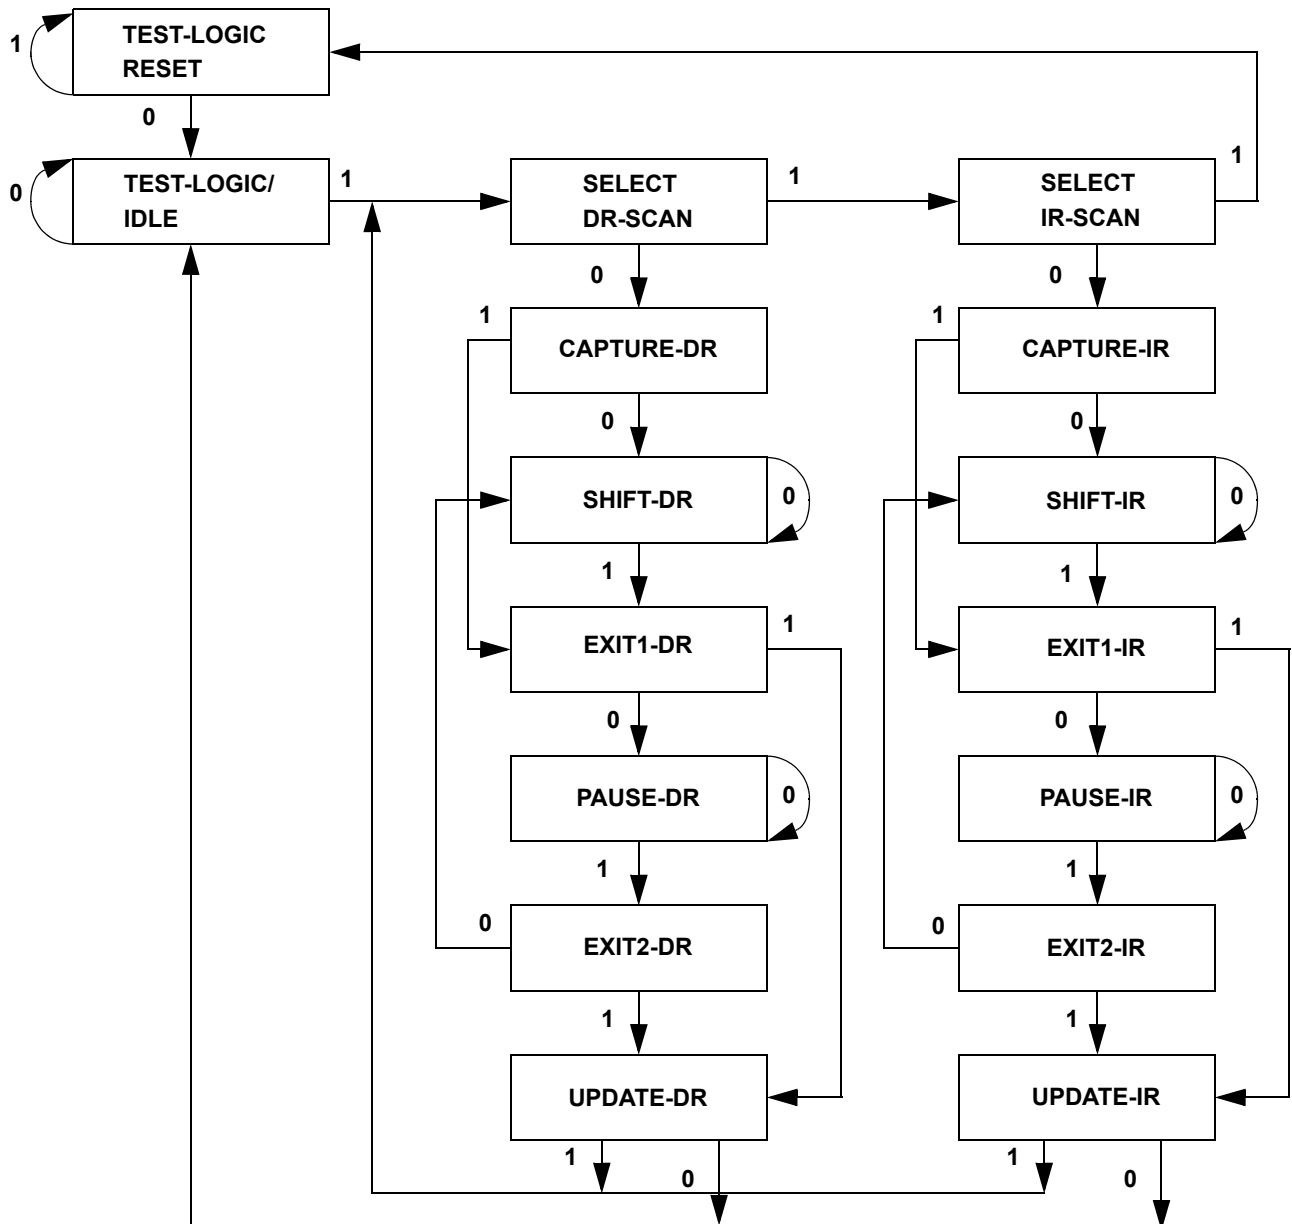 TEST-LOGIC
RESET
1
0
TEST-LOGIC/
IDLE
0
1
SELECT
DR-SCAN
1
SELECT
IR-SCAN
1
0
0
1
CAPTURE-DR
1
CAPTURE-IR
0
0
SHIFT-DR
0
SHIFT-IR
0
1
1
EXIT1-DR
1
EXIT1-IR
1
0
0
PAUSE-DR
0
PAUSE-IR
0
1
1
0
EXIT2-DR
0
EXIT2-IR
1
1
UPDATE-DR
UPDATE-IR
1
0
1
0